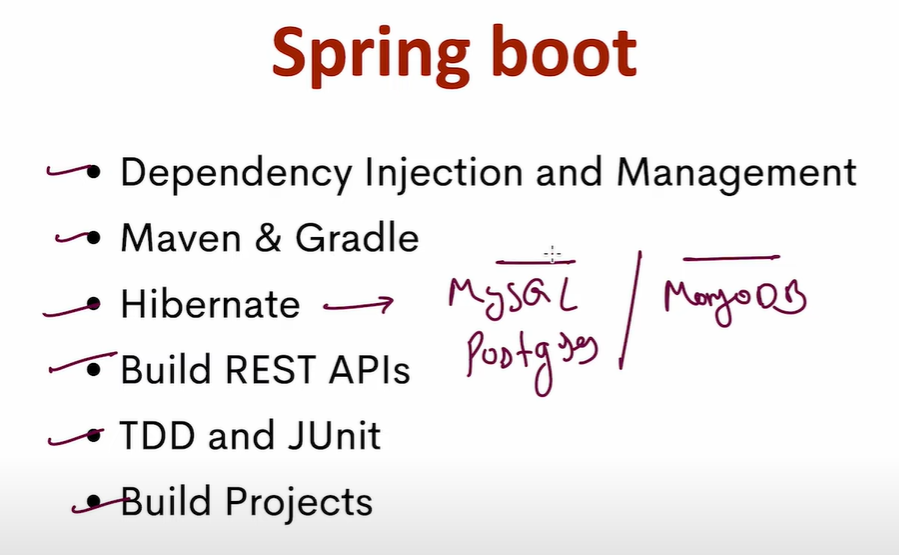 Spring boot
Dependency Injection and Management
Maven & Gradle
Hibernate → MySQL / MongoDB
Postgres
Build REST APIs
TDD and JUnit
Build Projects